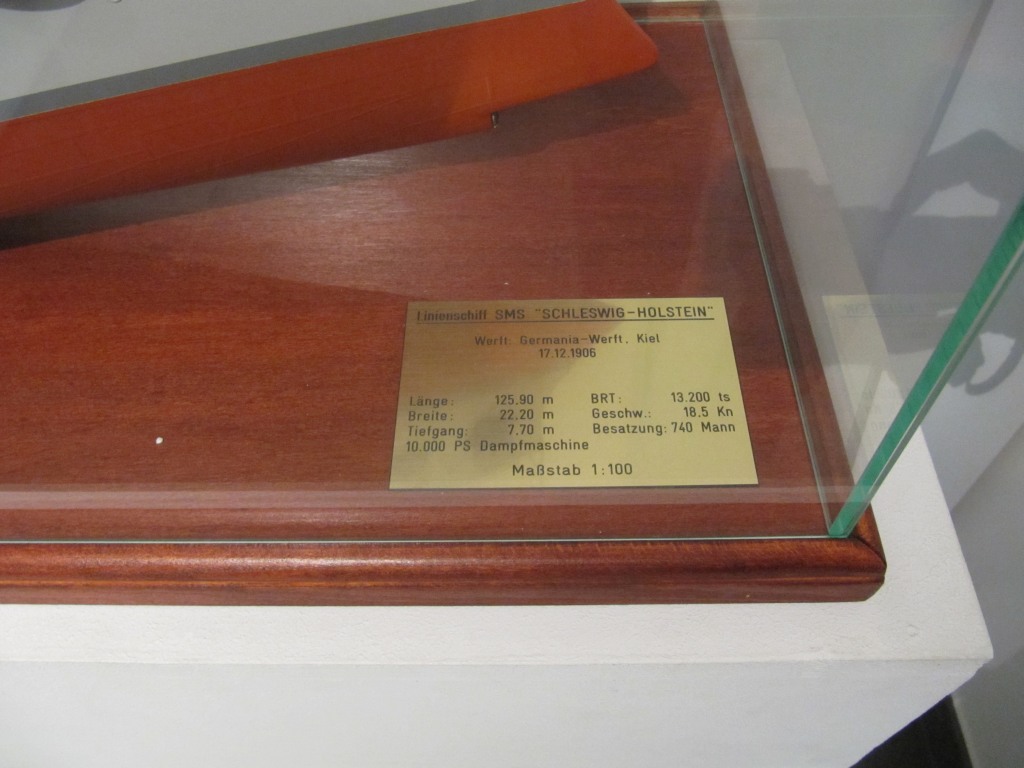 Linienschiff SMS "SCHLESWIG-HOLSTEIN"
Werft: Germania-Werft, Kiel
17.12.1906
Länge: 125.90 m BRT: 13.200 ts
Breite: 22.20 m Geschw.: 18.5 Kn
Tiefgang: 7.70 m Besatzung: 740 Mann
10.000 PS Dampfmaschine
Maßstab 1:100